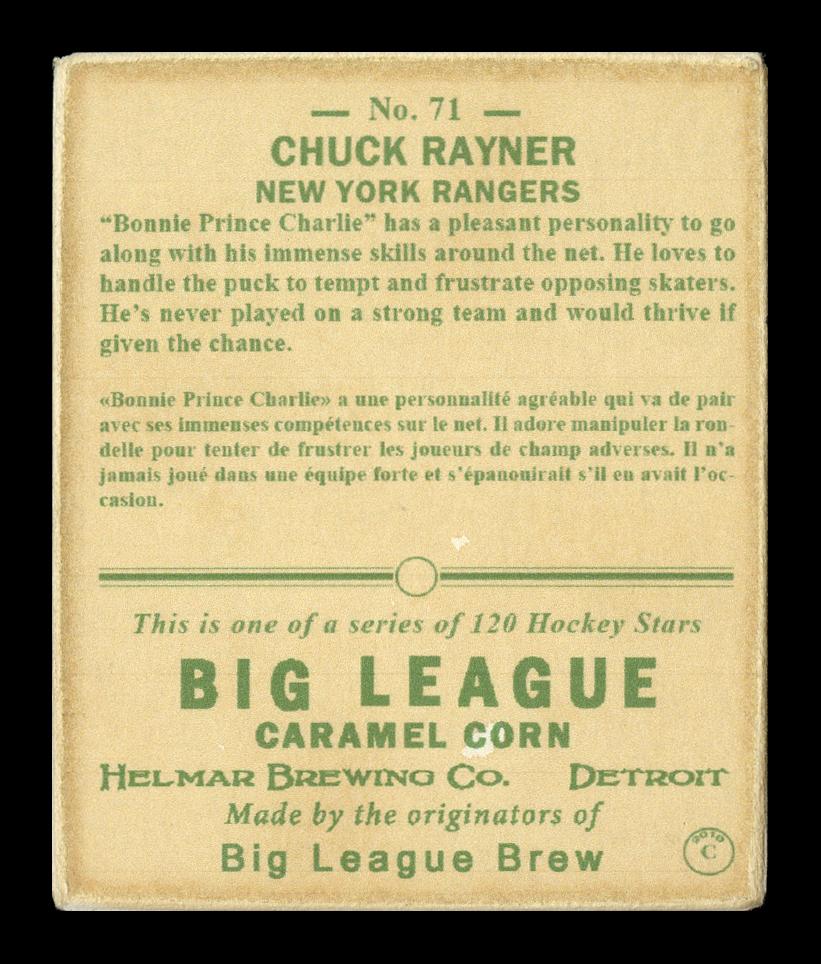 — No. 71 —
CHUCK RAYNER
NEW YORK RANGERS
“Bonnie Prince Charlie” has a pleasant personality to go
along with his immense skills around the net. He loves to
handle the puck to tempt and frustrate opposing skaters.
He’s never played on a strong team and would thrive if
given the chance.
«Bonnie Prince Charlie» a une personnalité agréable qui va de pair
avec ses immenses compétences sur le net. Il adore manipuler la ron-
delle pour tenter de frustrer les joueurs de champ adverses. Il n’a
jamais joué dans une équipe forte et s’épanouirait s’il en avait l’oc-
casion.
This is one of a series of 120 Hockey Stars
BIG LEAGUE
CARAMEL CORN
HELMAR BREWING CO. DETROIT
Made by the originators of
Big League Brew
2010
C